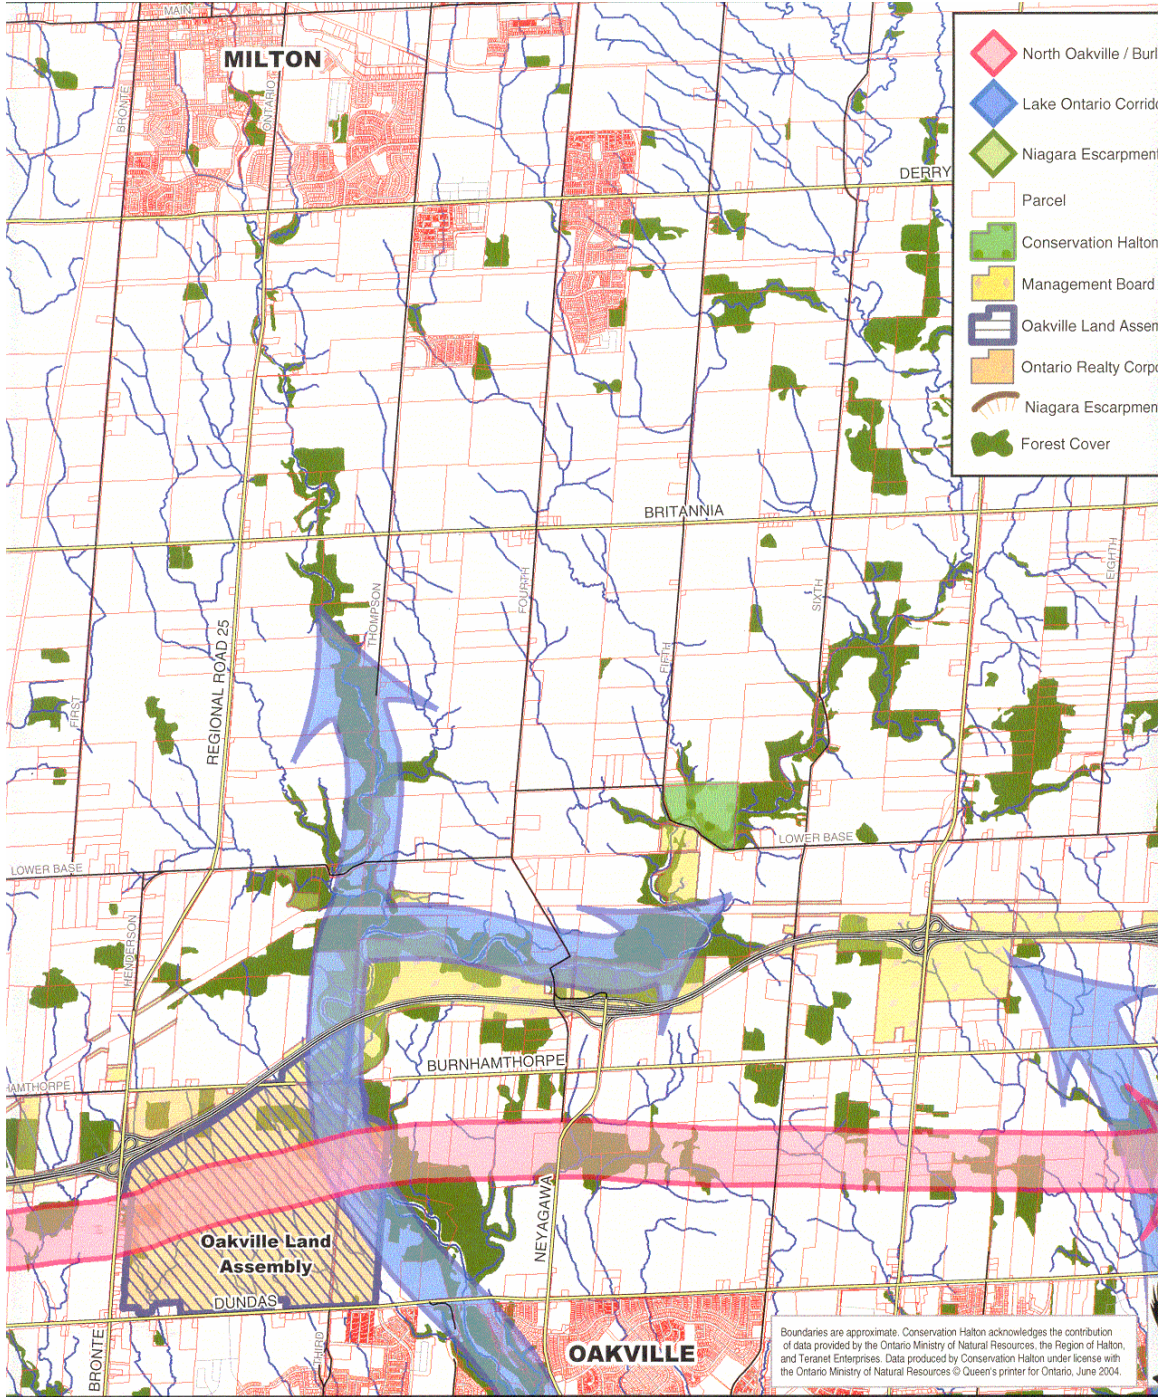 MAIN
MILTON
BRONTE
ONTARIO
DERRY
North Oakville / Burl
Lake Ontario Corrido
Niagara Escarpment
Parcel
Conservation Halton
Management Board
Oakville Land Assem
Ontario Realty Corpo
Niagara Escarpmen
Forest Cover
BRITANNIA
FIRST
REGIONAL ROAD 25
THOMPSON
FOURTH
FIFTH
SIXTH
EIGHTH
LOWER BASE
LOWER BASE
HENDERSON
BURNHAMTHORPE
HAMTHORPE
NEYAGAWA
Oakville Land
Assembly
DUNDAS
BRONTE
THIRD
OAKVILLE
Boundaries are approximate. Conservation Halton acknowledges the contribution
of data provided by the Ontario Ministry of Natural Resources, the Region of Halton,
and Teranet Enterprises. Data produced by Conservation Halton under license with
the Ontario Ministry of Natural Resources © Queen's printer for Ontario, June 2004.